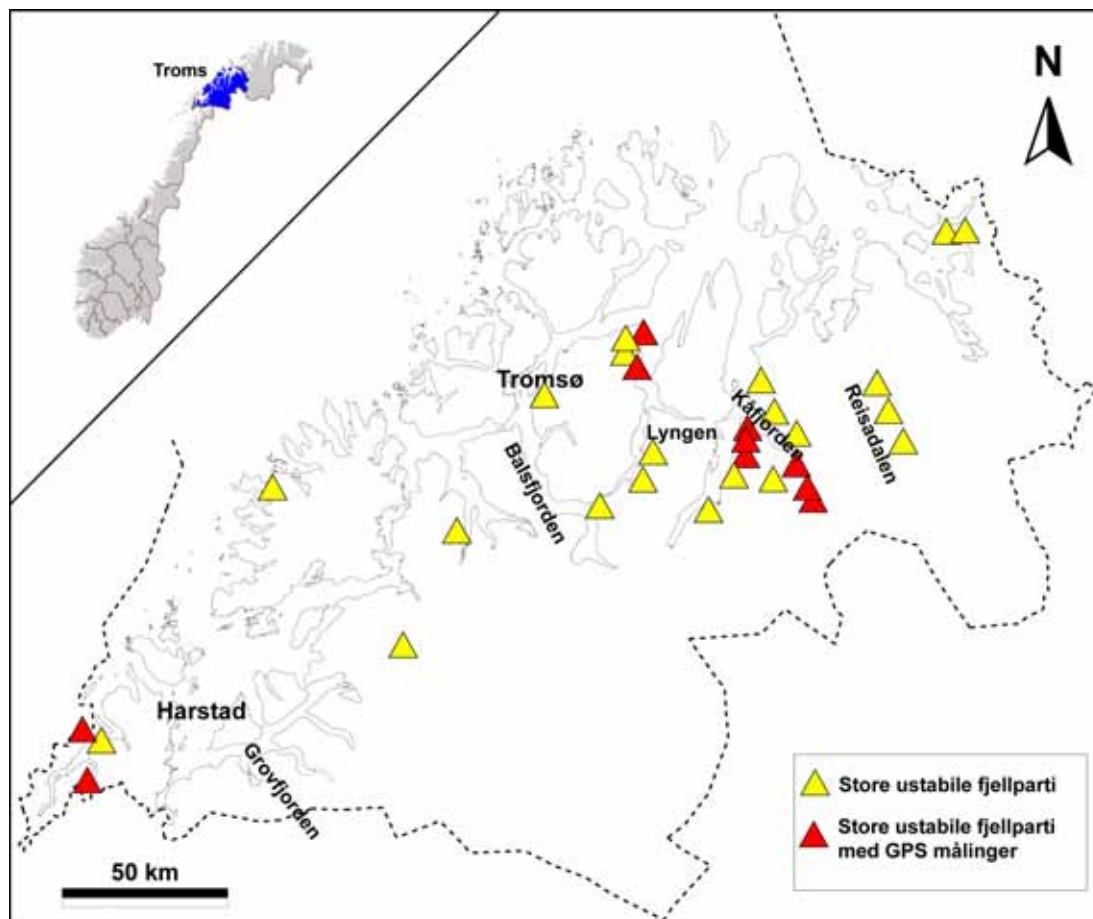 Troms
N
Tromsø
Lyngen
Kåfjorden
Reisadalen
Balsfjorden
Harstad
Grovfjorden
50 km
Store ustabile fjellparti
Store ustabile fjellparti
med GPS målinger